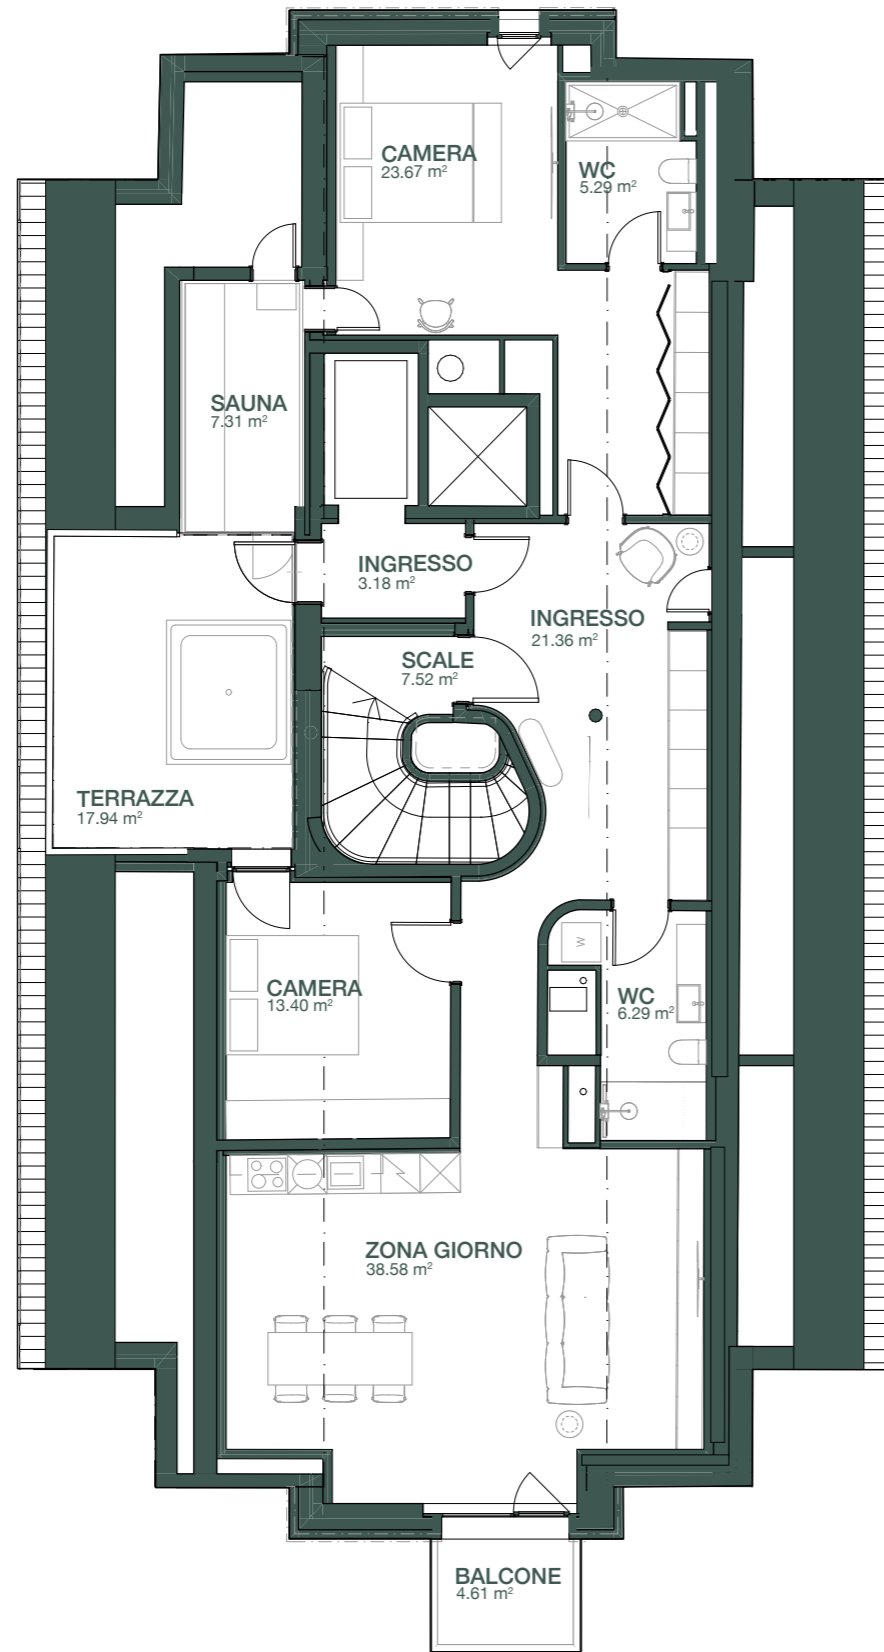 CAMERA
23.67 m²
WC
5.29 m²
SAUNA
7.31 m²
INGRESSO
3.18 m²
INGRESSO
21.36 m²
SCALE
7.52 m²
TERRAZZA
17.94 m²
W
CAMERA
13.40 m²
WC
6.29 m²
ZONA GIORNO
38.58 m²
BALCONE
4.61 m²